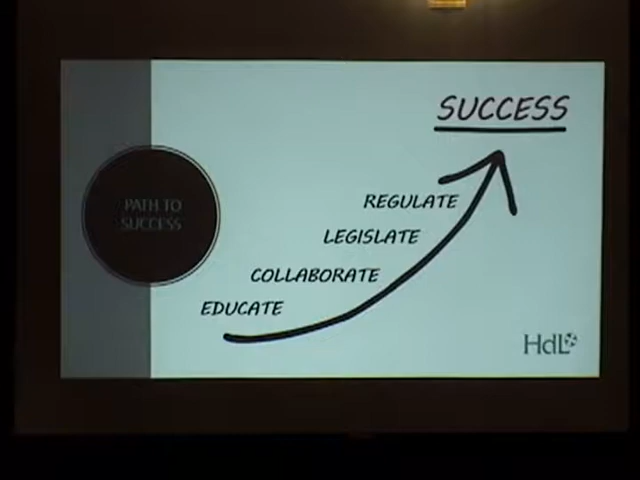 SUCCESS
PATH TO
SUCCESS
REGULATE
LEGISLATE
COLLABORATE
EDUCATE
HdL